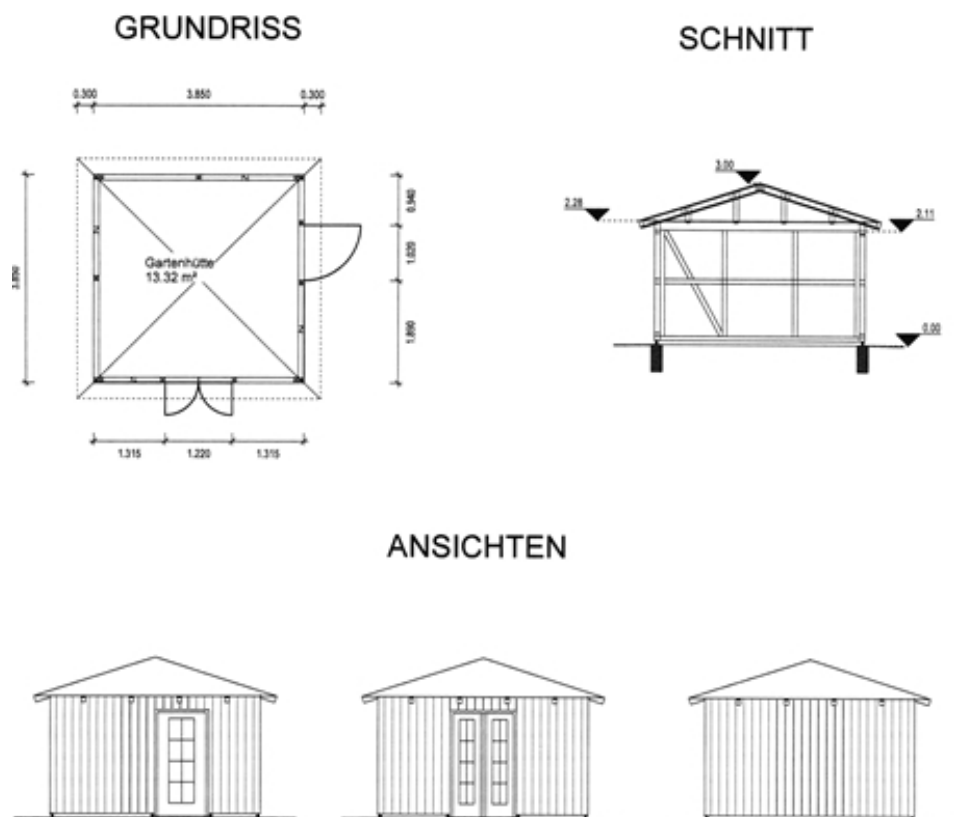 GRUNDRISS
SCHNITT
0.300 3.850 0.300
3.850
0,940
1,020
1,890
Gartenhütte
13.32 m²
1.315 1.220 1.315
3.00
2.28
2.11
0.00
ANSICHTEN